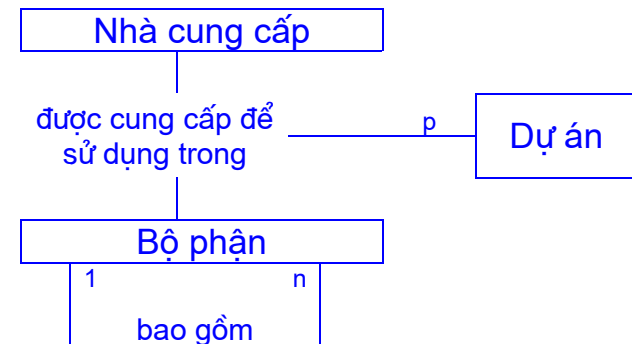 Nhà cung cấp
được cung cấp để
sử dụng trong
p
Dự án
Bộ phận
1
n
bao gồm